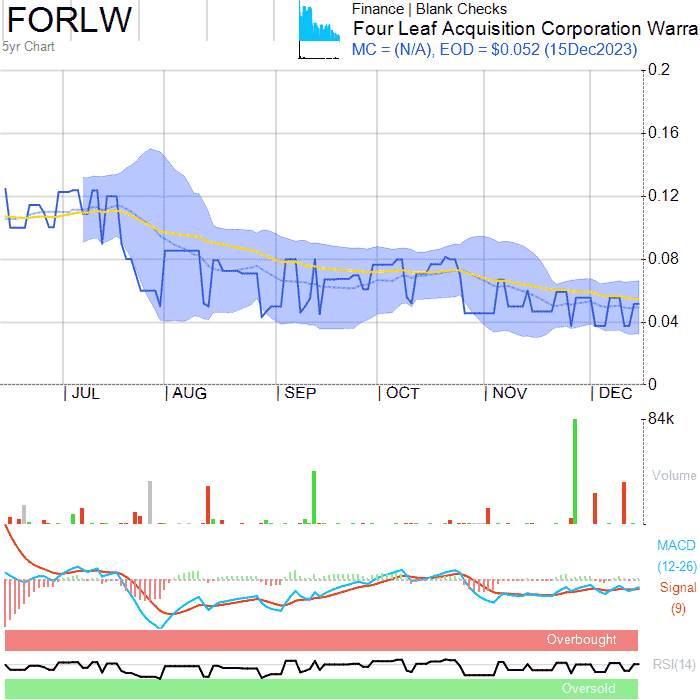 FORLW
5yr Chart
Finance | Blank Checks
Four Leaf Acquisition Corporation Warra
MC = (N/A), EOD = $0.052 (15Dec2023)
0.2
0.16
0.12
0.08
0.04
0
| JUL | AUG | SEP | OCT | NOV | DEC
84k
Volume
MACD
(12-26)
Signal
(9)
Overbought
RSI(14)
Oversold